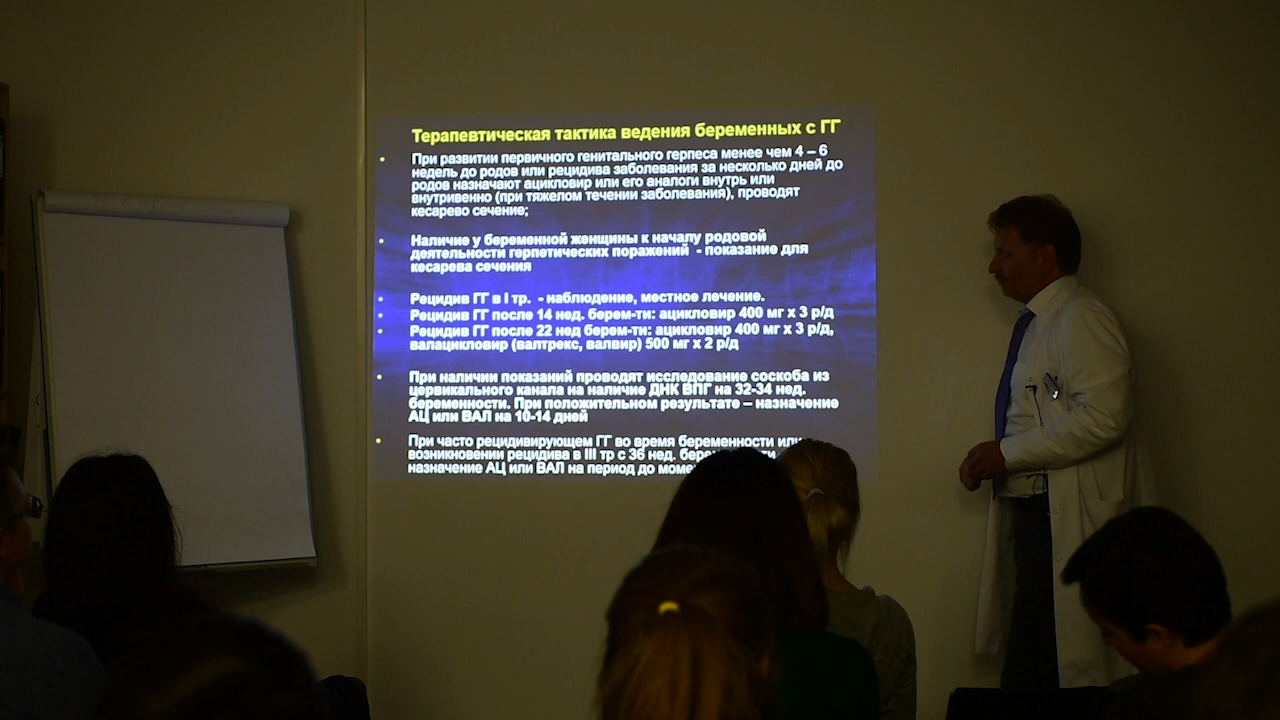 Терапевтическая тактика ведения беременных с ГГ
При развитии первичного генитального герпеса менее чем 4 – 6
недель до родов или рецидива заболевания за несколько дней до
родов назначают ацикловир или его аналоги внутрь или
внутривенно (при тяжелом течении заболевания), проводят
кесарево сечение;
Наличие у беременной женщины к началу родовой
деятельности герпетических поражений - показание для
кесарева сечения
Рецидив ГГ в I тр. - наблюдение, местное лечение.
Рецидив ГГ после 14 нед. берем-ти: ацикловир 400 мг х 3 р/д
Рецидив ГГ после 22 нед берем-ти: ацикловир 400 мг х 3 р/д,
валацикловир (валтрекс, валвир) 500 мг х 2 р/д
При наличии показаний проводят исследование соскоба из
цервикального канала на наличие ДНК ВПГ на 32-34 нед.
беременности. При положительном результате – назначение
АЦ или ВАЛ на 10-14 дней
При часто рецидивирующем ГГ во время беременности или
возникновении рецидива в III тр с 36 нед.
назначение АЦ или ВАЛ на период до